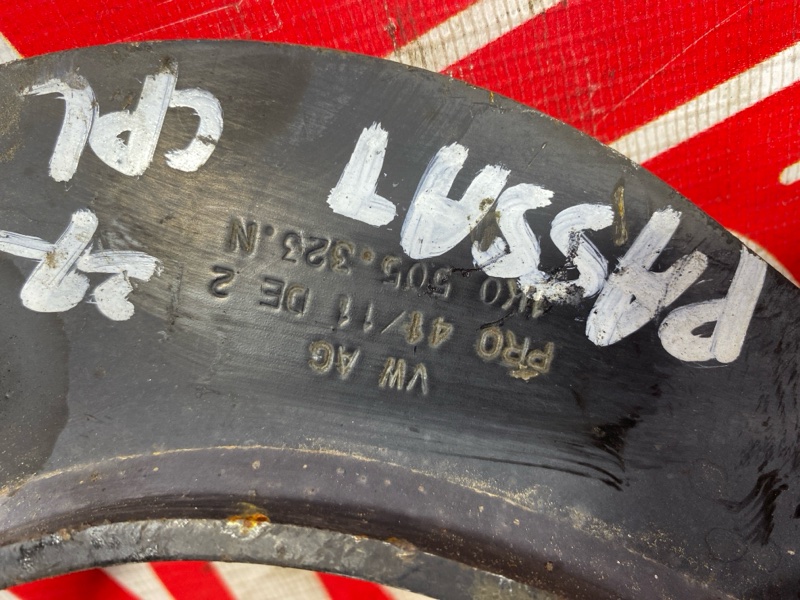 VW AG
PRO 41/11 DE 2
1K0 505.323.N
PASSAT
CPL